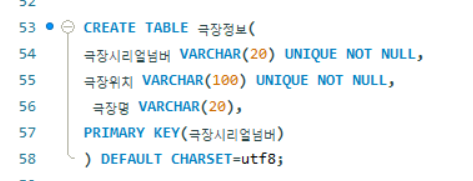 52
53 CREATE TABLE 극장정보(
54 극장시리얼넘버 VARCHAR(20) UNIQUE NOT NULL,
55 극장위치 VARCHAR(100) UNIQUE NOT NULL,
56 극장명 VARCHAR(20),
57 PRIMARY KEY(극장시리얼넘버)
58 ) DEFAULT CHARSET=utf8;